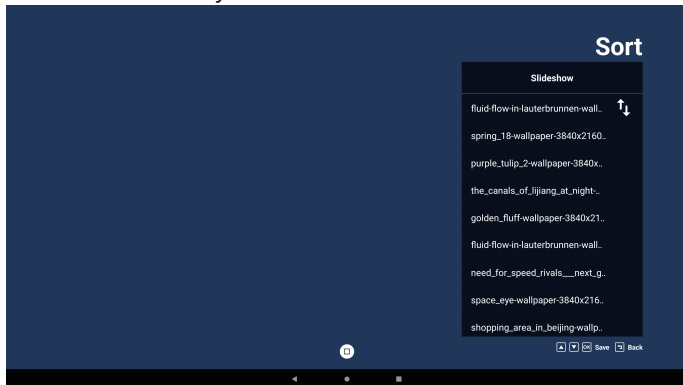 Sort
Slideshow
fluid-flow-in-lauterbrunnen-wall..
spring_18-wallpaper-3840x2160..
purple_tulip_2-wallpaper-3840x..
the_canals_of_lijiang_at_night-..
golden_fluff-wallpaper-3840x21..
fluid-flow-in-lauterbrunnen-wall..
need_for_speed_rivals___next_g..
space_eye-wallpaper-3840x216..
shopping_area_in_beijing-wallp..
OK Save Back